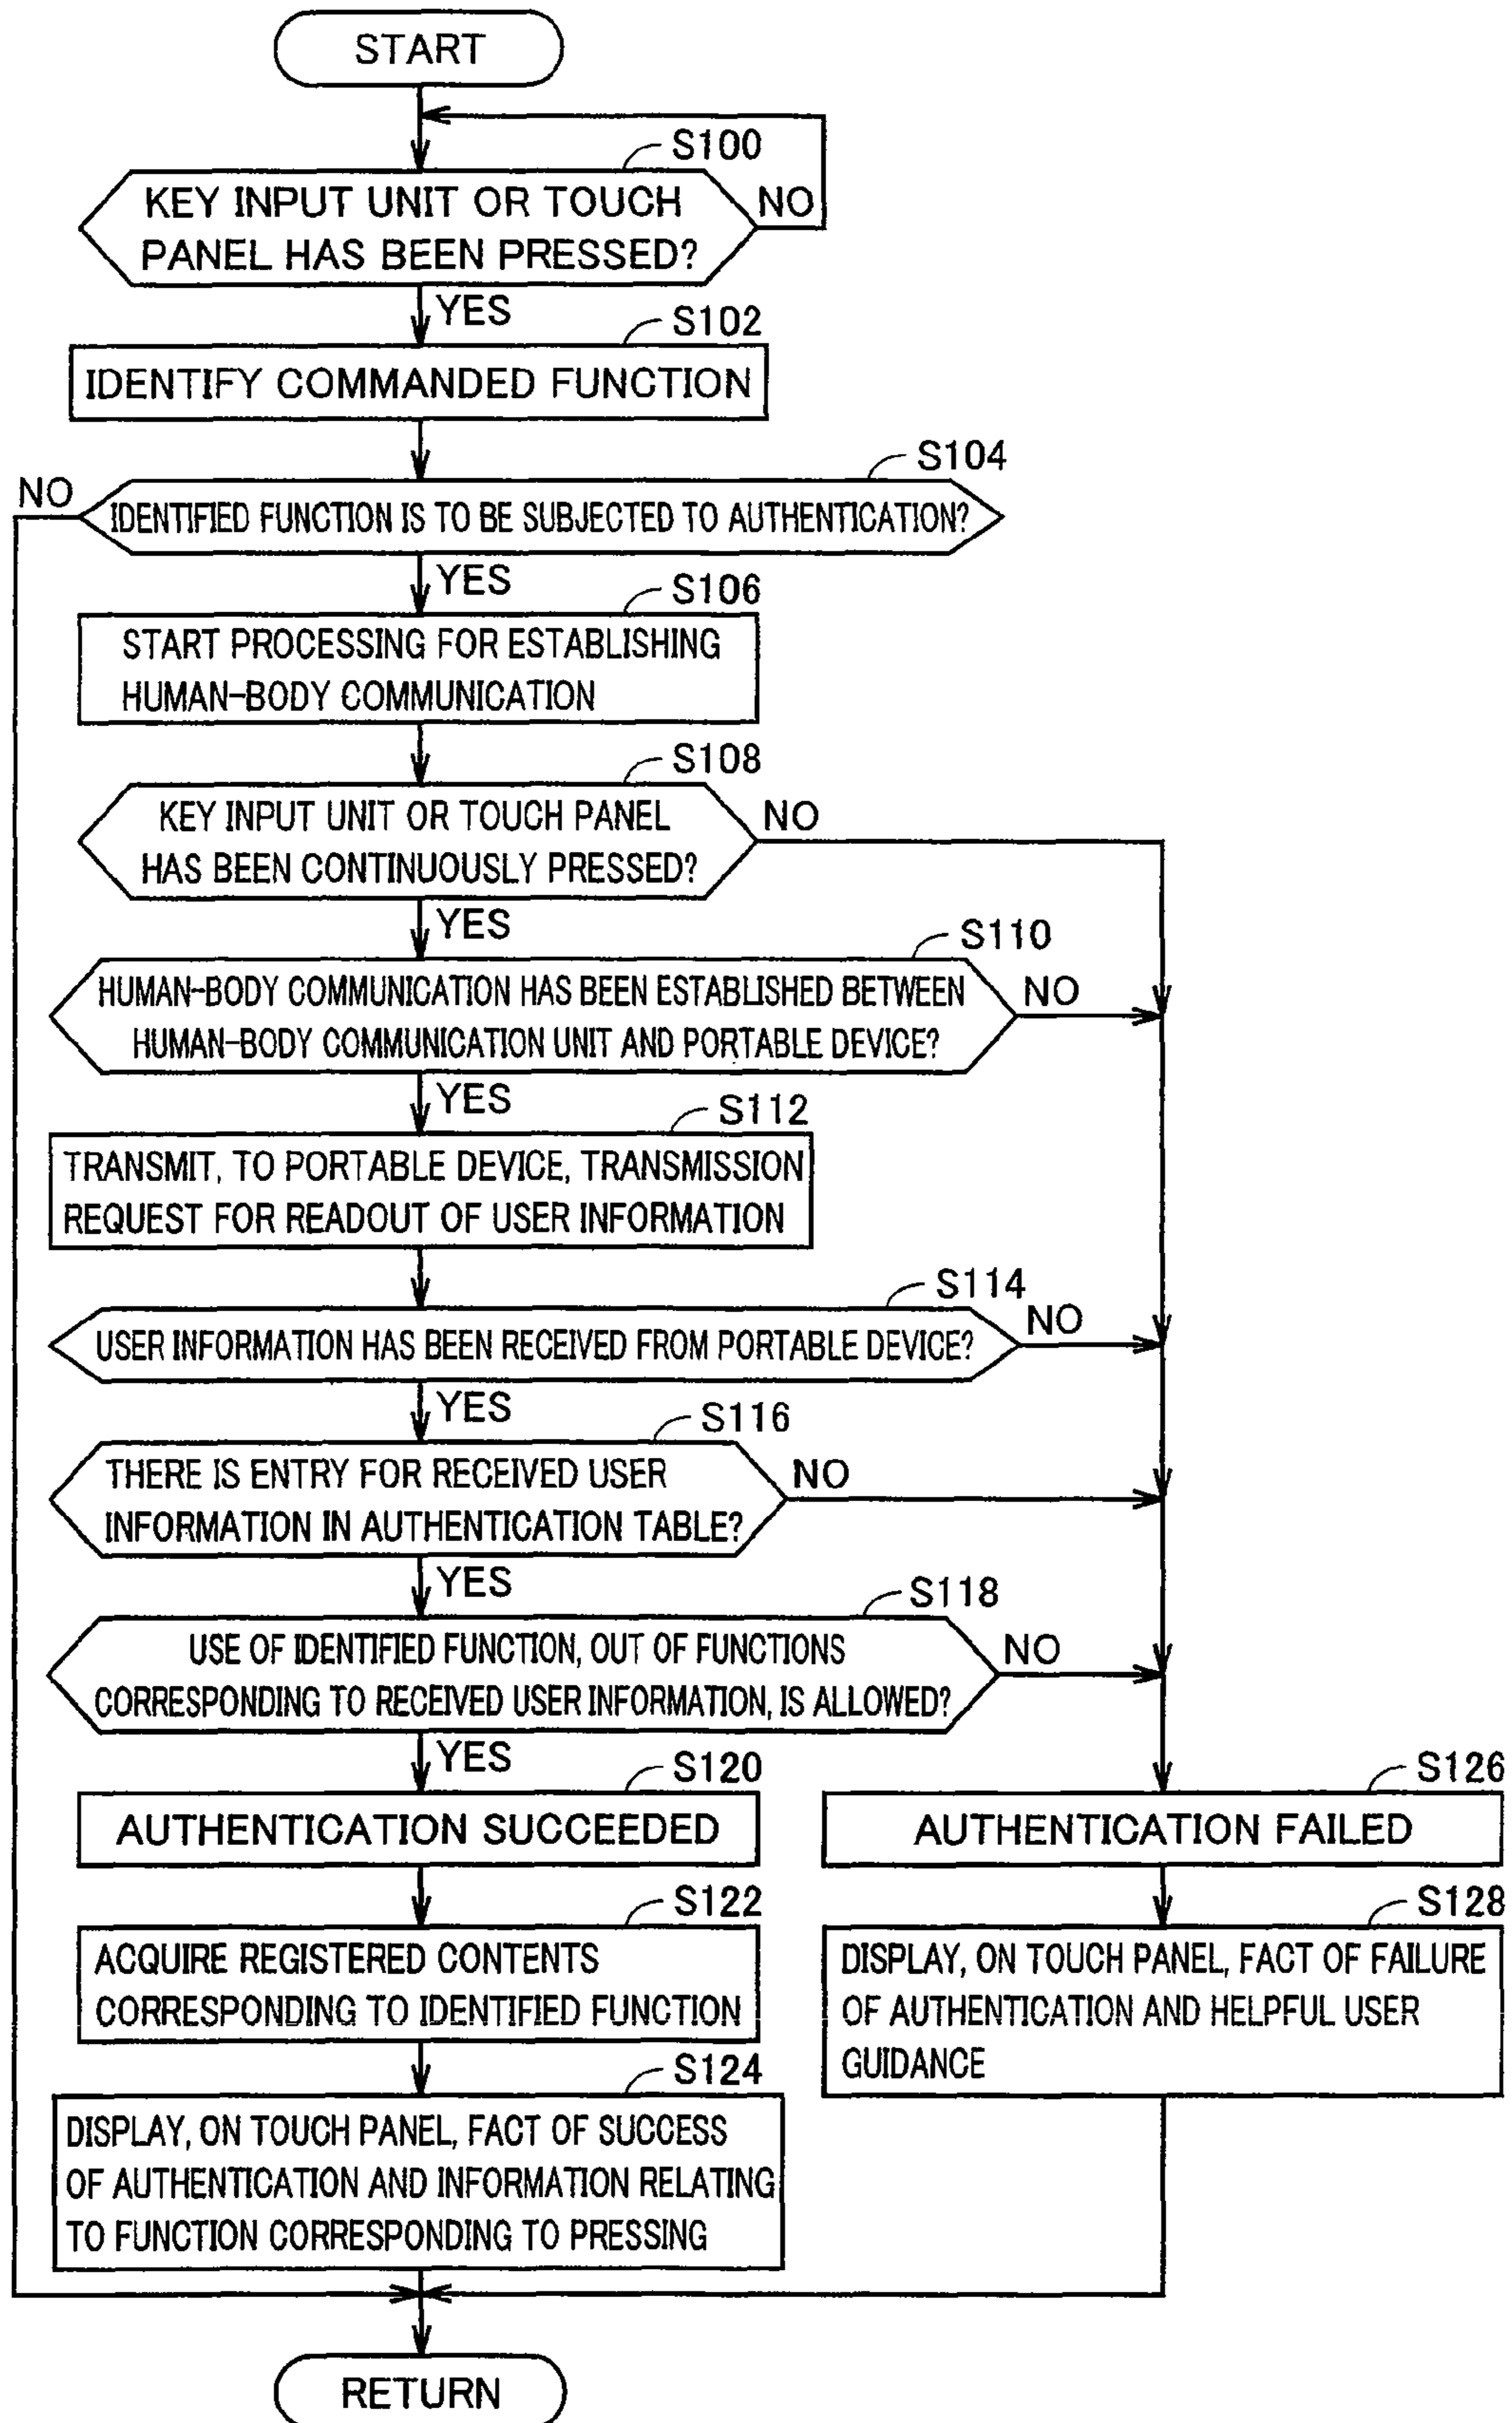 START
S100
KEY INPUT UNIT OR TOUCH
PANEL HAS BEEN PRESSED?
NO
YES
S102
IDENTIFY COMMANDED FUNCTION
S104
NO
IDENTIFIED FUNCTION IS TO BE SUBJECTED TO AUTHENTICATION?
YES
S106
START PROCESSING FOR ESTABLISHING
HUMAN-BODY COMMUNICATION
S108
KEY INPUT UNIT OR TOUCH PANEL
HAS BEEN CONTINUOUSLY PRESSED?
NO
YES
S110
HUMAN-BODY COMMUNICATION HAS BEEN ESTABLISHED BETWEEN
HUMAN-BODY COMMUNICATION UNIT AND PORTABLE DEVICE?
NO
YES
S112
TRANSMIT, TO PORTABLE DEVICE, TRANSMISSION
REQUEST FOR READOUT OF USER INFORMATION
S114
USER INFORMATION HAS BEEN RECEIVED FROM PORTABLE DEVICE?
NO
YES
S116
THERE IS ENTRY FOR RECEIVED USER
INFORMATION IN AUTHENTICATION TABLE?
NO
YES
S118
USE OF IDENTIFIED FUNCTION, OUT OF FUNCTIONS
CORRESPONDING TO RECEIVED USER INFORMATION, IS ALLOWED?
NO
YES
S120
AUTHENTICATION SUCCEEDED
S126
AUTHENTICATION FAILED
S122
ACQUIRE REGISTERED CONTENTS
CORRESPONDING TO IDENTIFIED FUNCTION
S128
DISPLAY, ON TOUCH PANEL, FACT OF FAILURE
OF AUTHENTICATION AND HELPFUL USER
GUIDANCE
S124
DISPLAY, ON TOUCH PANEL, FACT OF SUCCESS
OF AUTHENTICATION AND INFORMATION RELATING
TO FUNCTION CORRESPONDING TO PRESSING
RETURN